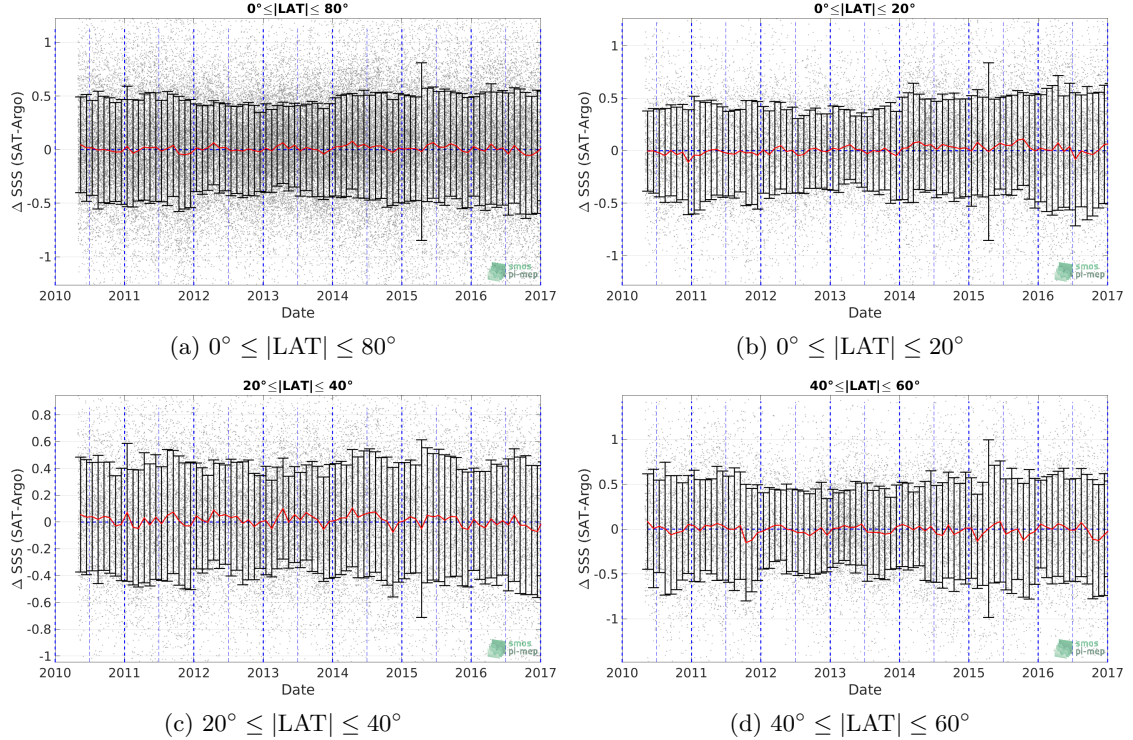 0°≤|LAT|≤ 80°
Δ SSS (SAT-Argo)
1
0.5
0
-0.5
-1
smos
pi-mep
2010 2011 2012 2013 2014 2015 2016 2017
Date
(a) 0° ≤ |LAT| ≤ 80°
0°≤|LAT|≤ 20°
Δ SSS (SAT-Argo)
1
0.5
0
-0.5
-1
smos
pi-mep
2010 2011 2012 2013 2014 2015 2016 2017
Date
(b) 0° ≤ |LAT| ≤ 20°
20°≤|LAT|≤ 40°
Δ SSS (SAT-Argo)
0.8
0.6
0.4
0.2
0
-0.2
-0.4
-0.6
-0.8
-1
smos
pi-mep
2010 2011 2012 2013 2014 2015 2016 2017
Date
(c) 20° ≤ |LAT| ≤ 40°
40°≤|LAT|≤ 60°
Δ SSS (SAT-Argo)
1
0.5
0
-0.5
-1
smos
pi-mep
2010 2011 2012 2013 2014 2015 2016 2017
Date
(d) 40° ≤ |LAT| ≤ 60°